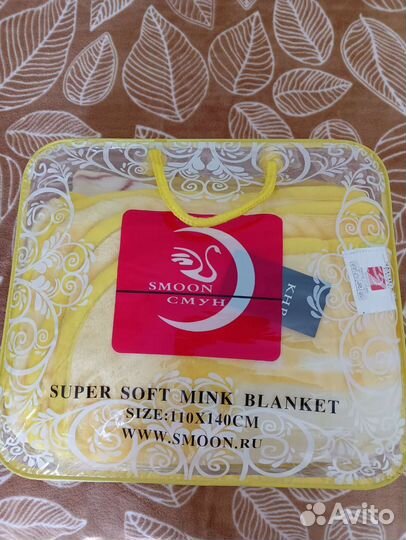 SMOON
СМУН
КНР
SUPER SOFT MINK BLANKET
SIZE:110X140CM
WWW.SMOON.RU
Avito